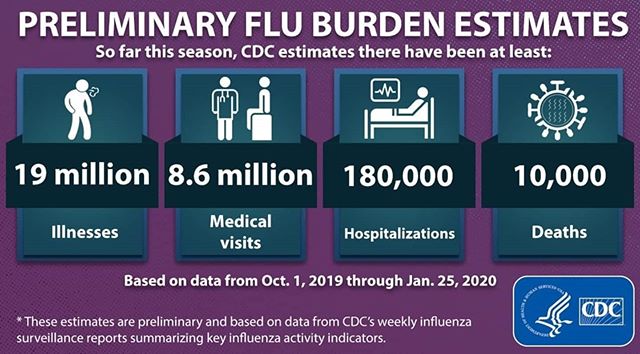 PRELIMINARY FLU BURDEN ESTIMATES
So far this season, CDC estimates there have been at least:
19 million
Illnesses
8.6 million
Medical
visits
180,000
Hospitalizations
10,000
Deaths
Based on data from Oct. 1, 2019 through Jan. 25, 2020
* These estimates are preliminary and based on data from CDC's weekly influenza
surveillance reports summarizing key influenza activity indicators.
CDC